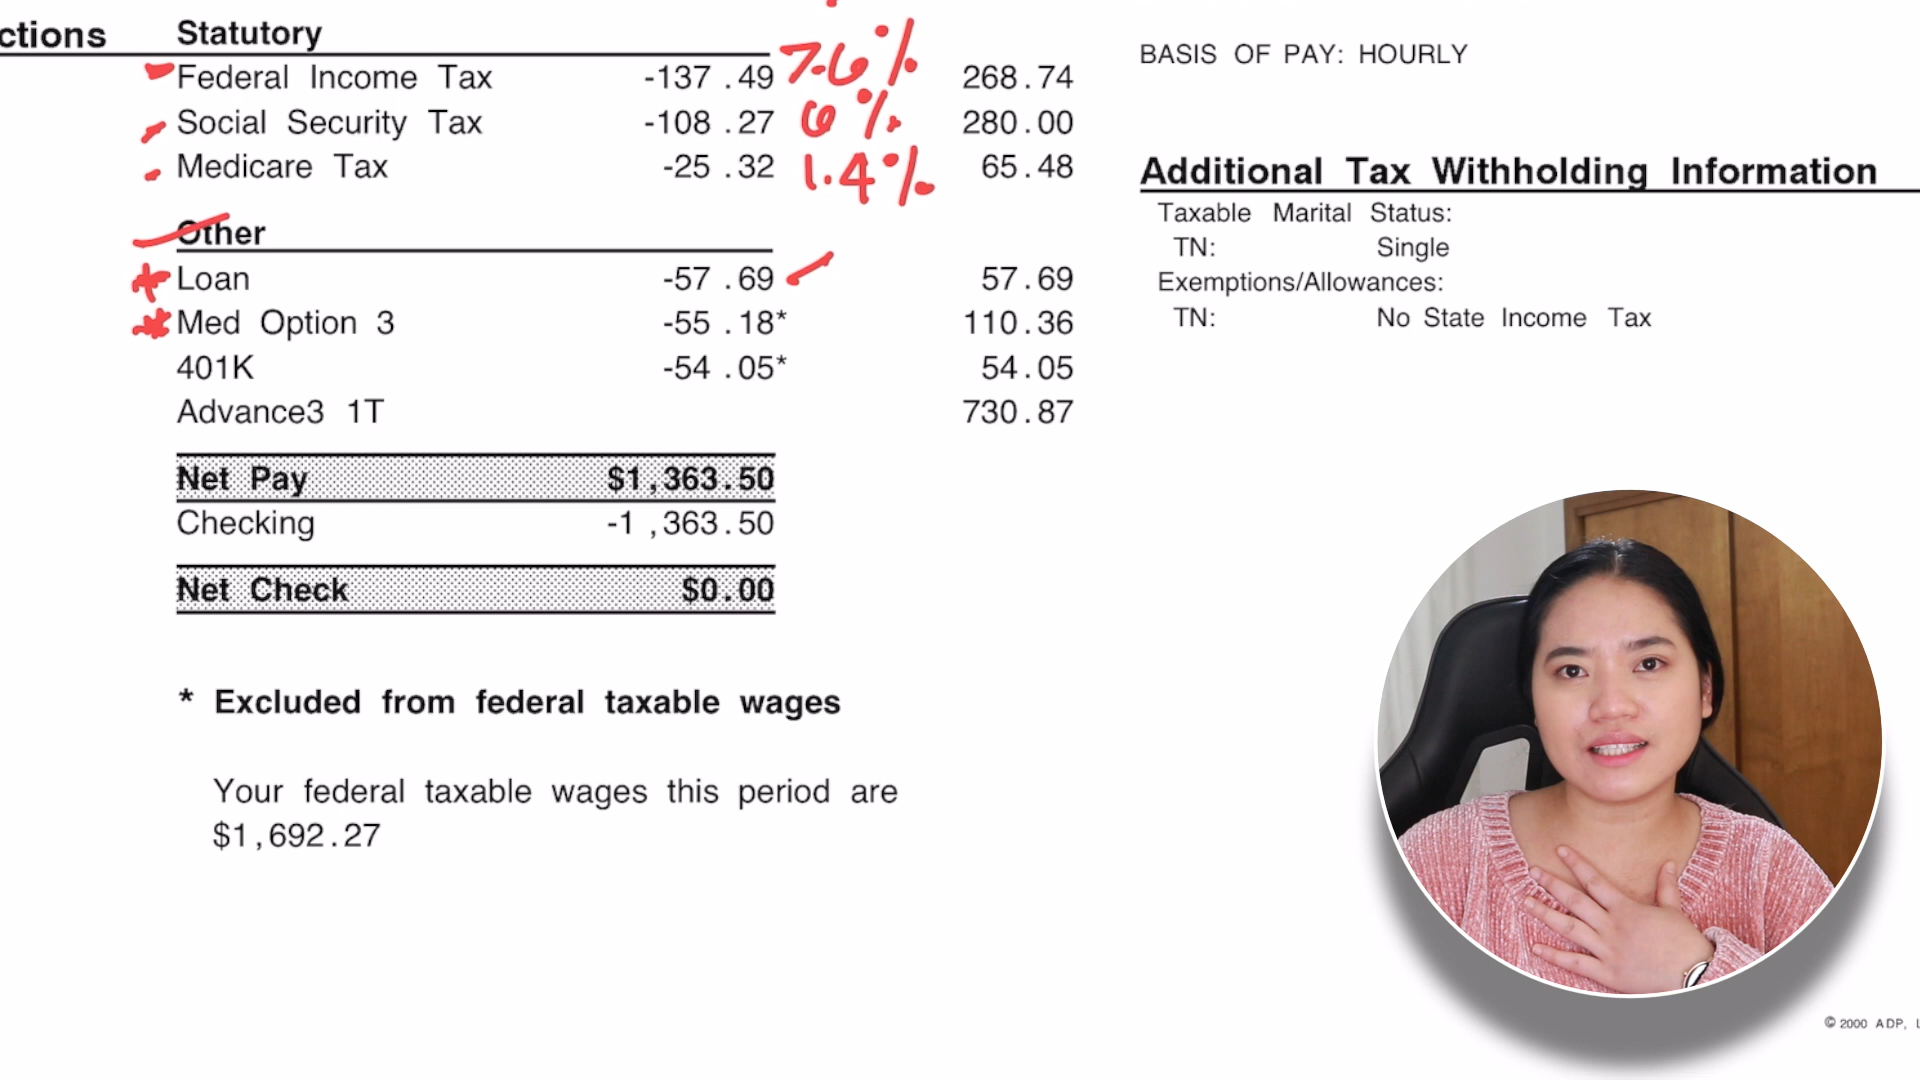 ctions Statutory
Federal Income Tax -137 .49 7.6% 268.74
Social Security Tax -108 .27 6% 280.00
Medicare Tax -25 .32 1.4% 65.48
Other
Loan -57 .69 57.69
Med Option 3 -55 .18* 110.36
401K -54 .05* 54.05
Advance3 1T 730.87
Net Pay $1,363.50
Checking -1 ,363.50
Net Check $0.00
* Excluded from federal taxable wages
Your federal taxable wages this period are
$1,692.27
BASIS OF PAY: HOURLY
Additional Tax Withholding Information
Taxable Marital Status:
TN: Single
Exemptions/Allowances:
TN: No State Income Tax
© 2000 ADP, L